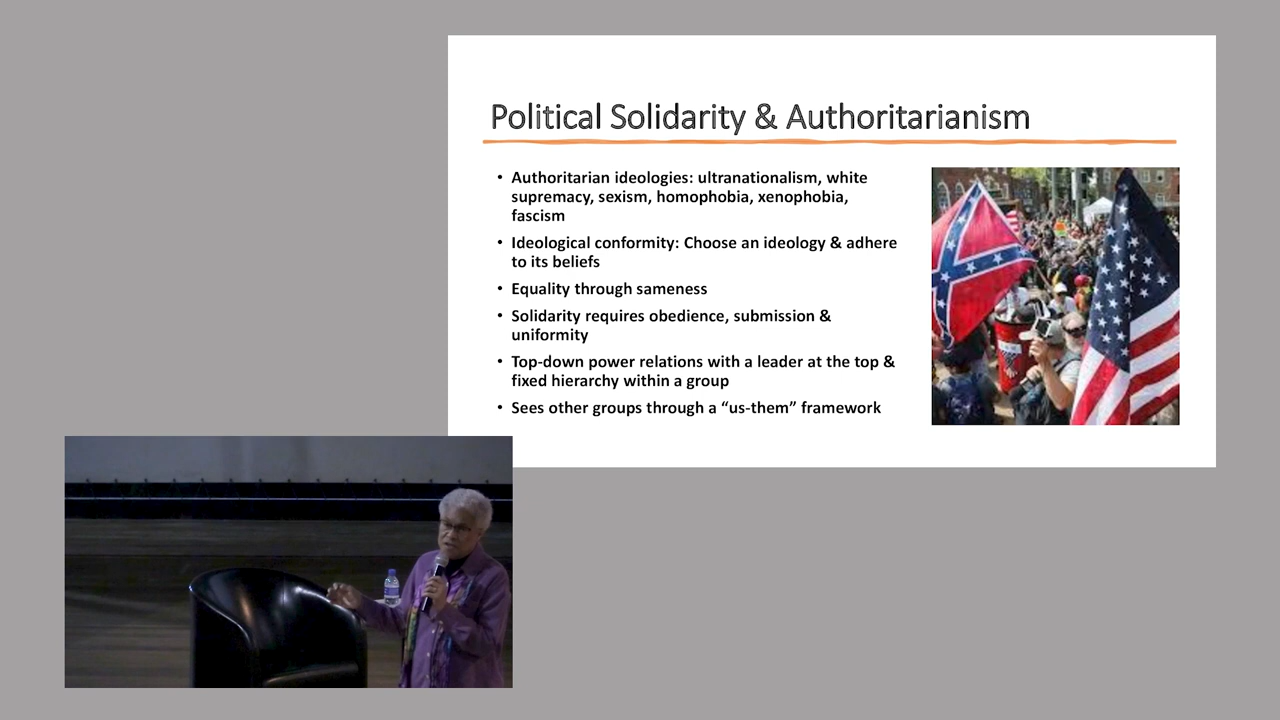 Political Solidarity & Authoritarianism
• Authoritarian ideologies: ultranationalism, white
supremacy, sexism, homophobia, xenophobia,
fascism
• Ideological conformity: Choose an ideology & adhere
to its beliefs
• Equality through sameness
• Solidarity requires obedience, submission &
uniformity
• Top-down power relations with a leader at the top &
fixed hierarchy within a group
• Sees other groups through a “us-them” framework